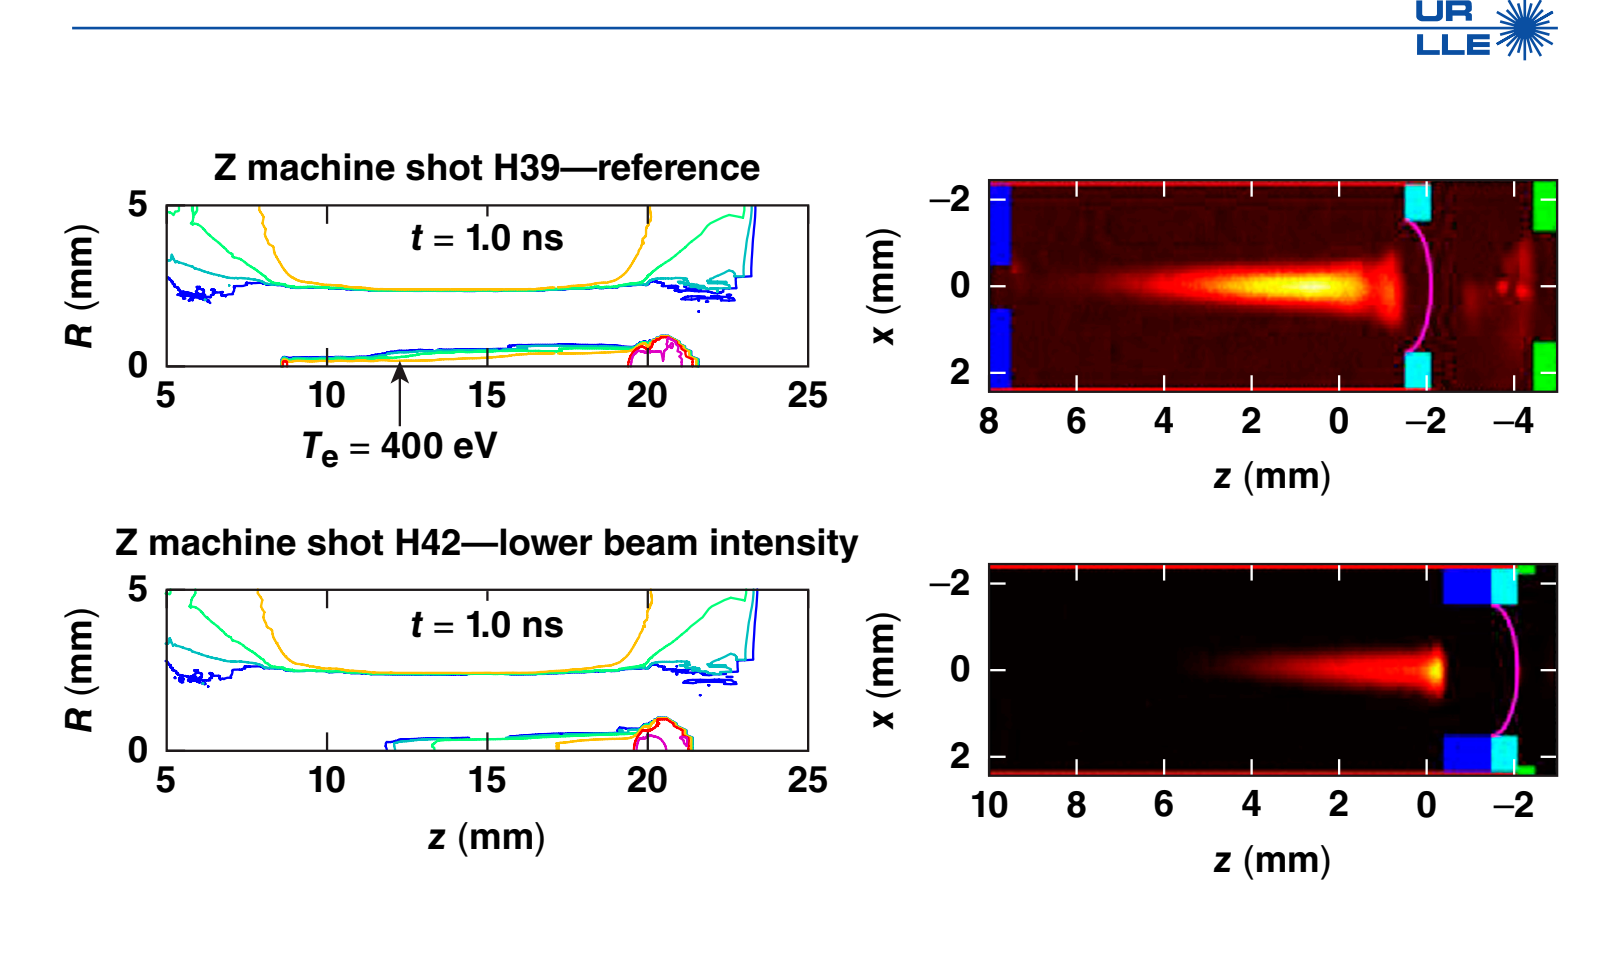 UR
LLE
Z machine shot H39—reference
5
t = 1.0 ns
R (mm)
0
5 10 15 20 25
Te = 400 eV
–2
0
2
x (mm)
8 6 4 2 0 –2 –4
z (mm)
Z machine shot H42—lower beam intensity
5
t = 1.0 ns
R (mm)
0
5 10 15 20 25
z (mm)
–2
0
2
x (mm)
10 8 6 4 2 0 –2
z (mm)